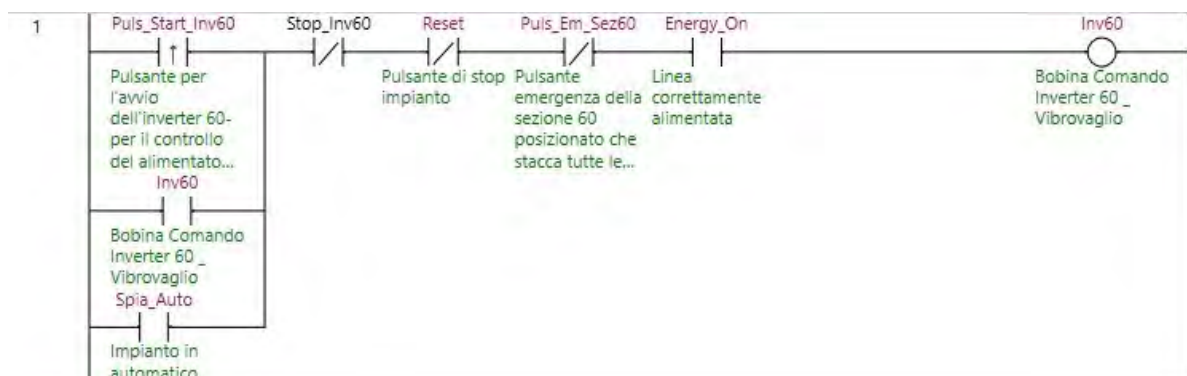 1
Puls_Start_Inv60
Stop_Inv60
Reset
Puls_Em_Sez60
Energy_On
Inv60
Pulsante per
l'avvio
dell'inverter 60-
per il controllo
del alimentato...
Pulsante di stop
impianto
Pulsante
emergenza della
sezione 60
posizionato che
stacca tutte le...
Linea
correttamente
alimentata
Bobina Comando
Inverter 60 _
Vibrovaglio
Inv60
Bobina Comando
Inverter 60 _
Vibrovaglio
Spia_Auto
Impianto in
automatico